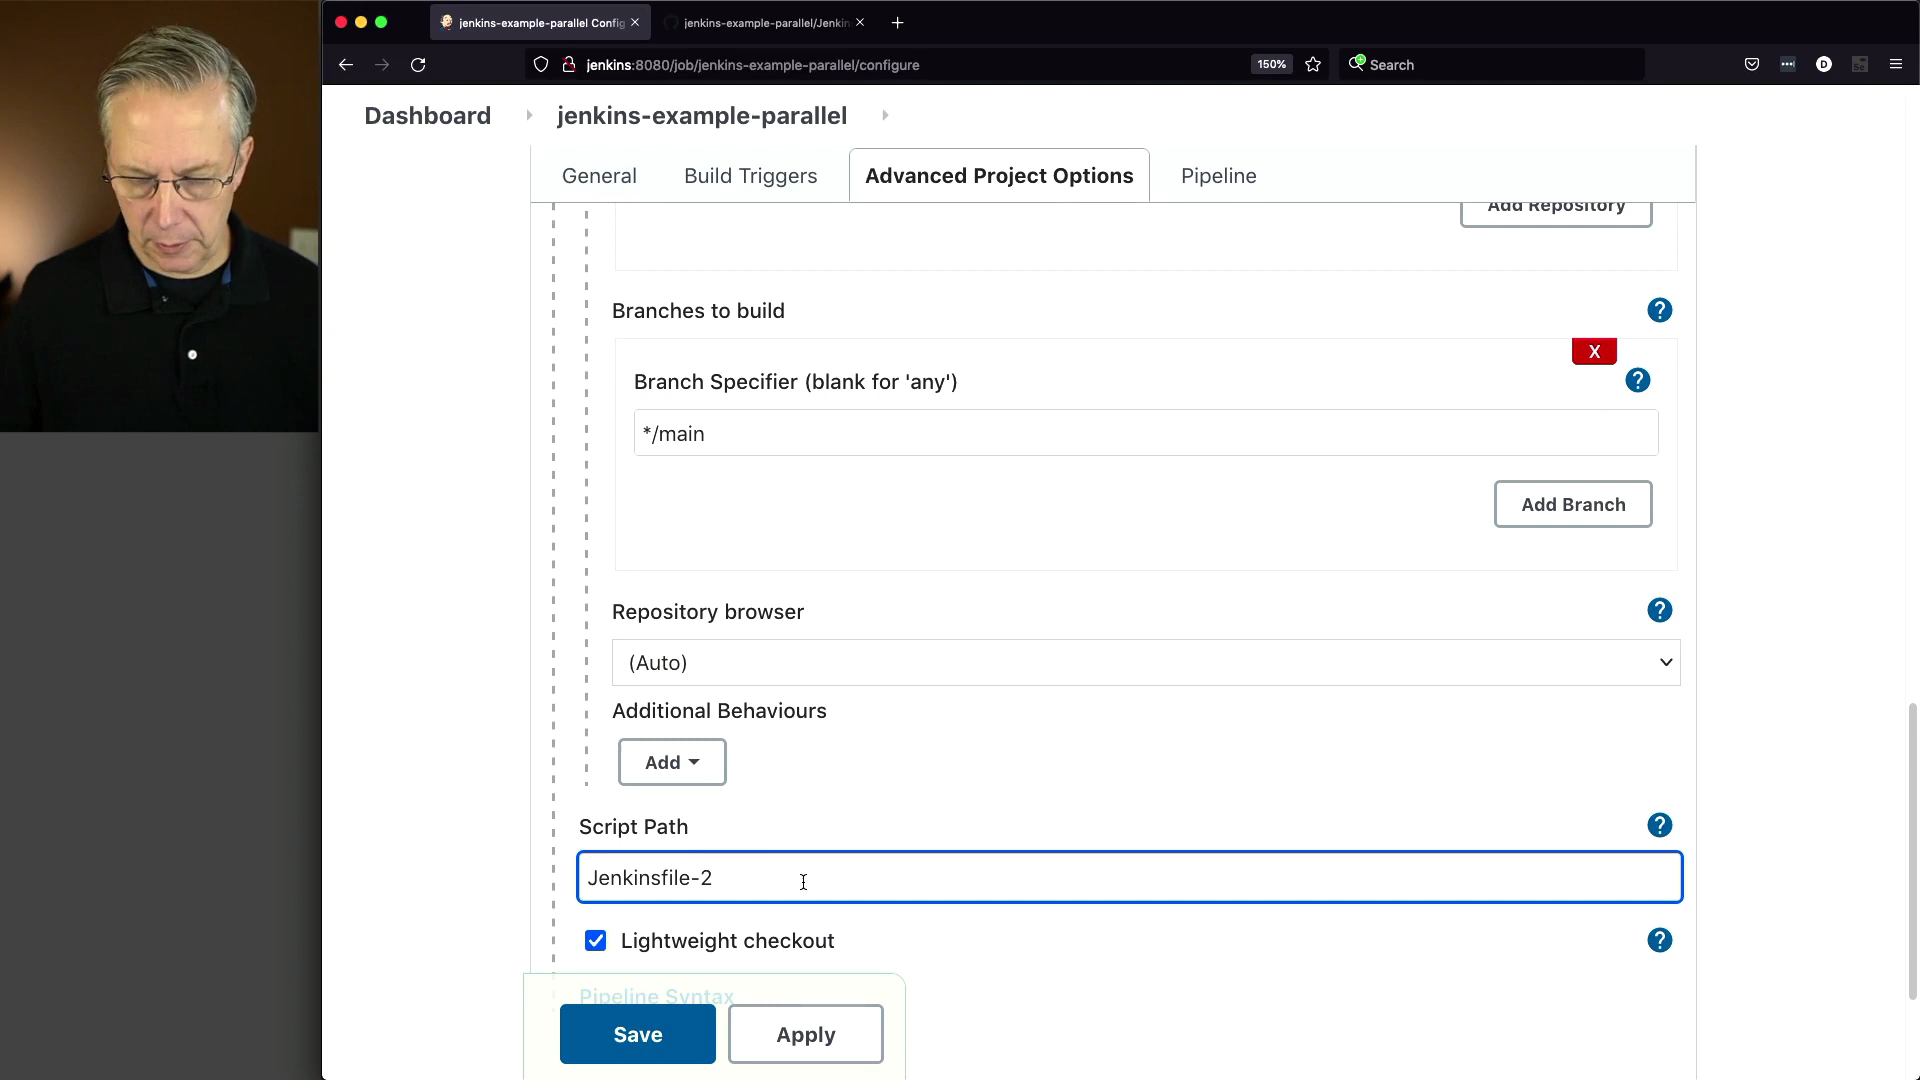 jenkins-example-parallel Config
jenkins-example-parallel/Jenkin
jenkins:8080/job/jenkins-example-parallel/configure
150%
Search
D
Dashboard
jenkins-example-parallel
General
Build Triggers
Advanced Project Options
Pipeline
Add Repository
Branches to build
?
X
Branch Specifier (blank for 'any')
?
*/main
Add Branch
Repository browser
?
(Auto)
Additional Behaviours
Add
Script Path
?
Jenkinsfile-2
Lightweight checkout
?
Pipeline Syntax
Save
Apply